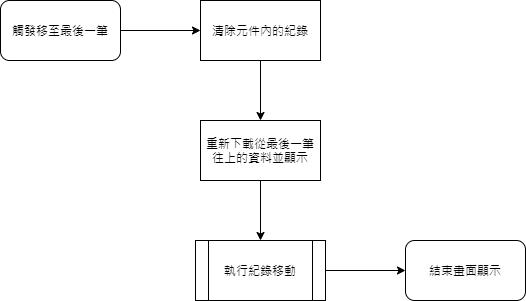 觸發移至最後一筆
清除元件內的紀錄
重新下載從最後一筆
往上的資料並顯示
執行紀錄移動
結束畫面顯示